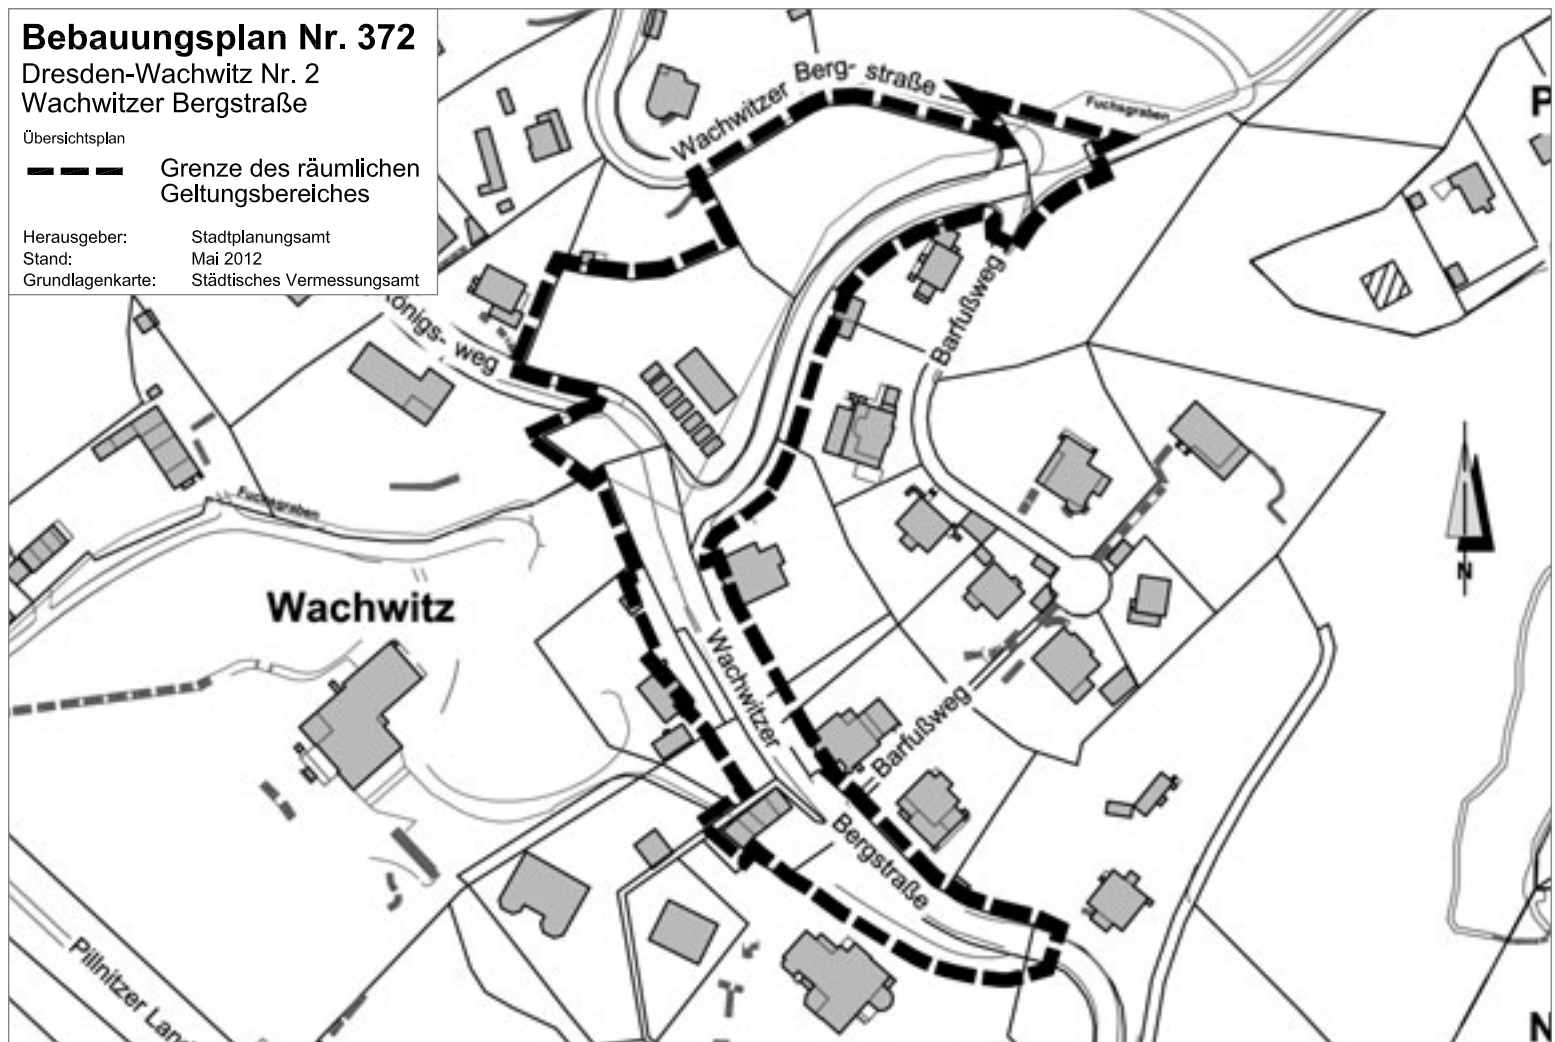 Bebauungsplan Nr. 372
Dresden-Wachwitz Nr. 2
Wachwitzer Bergstraße
Übersichtsplan
Grenze des räumlichen
Geltungsbereiches
Herausgeber: Stadtplanungsamt
Stand: Mai 2012
Grundlagenkarte: Städtisches Vermessungsamt
Wachwitzer Berg- straße
Fuchsgraben
P
Königs- weg
Barfußweg
Fuchsgraben
N
Wachwitz
Wachwitzer
Bergstraße
Barfußweg
Pillnitzer Land
N